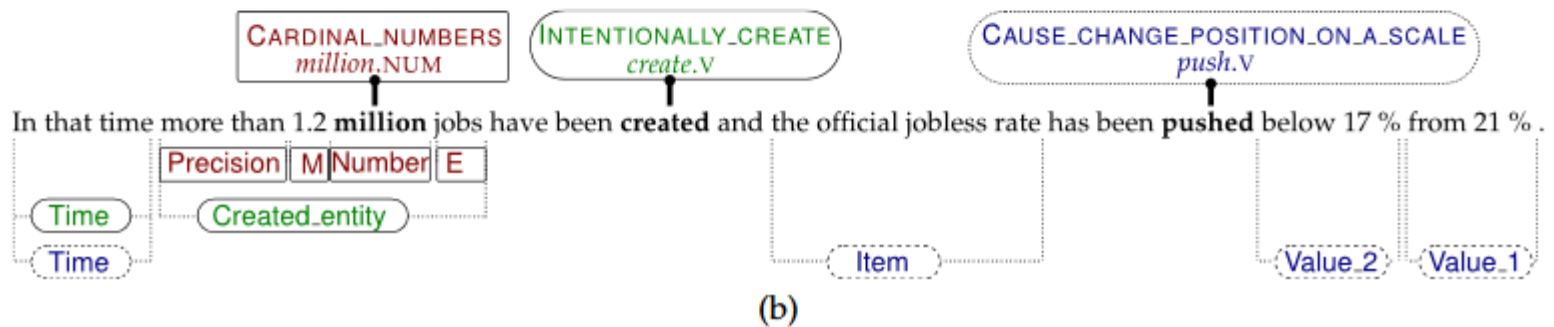 CARDINAL_NUMBERS INTENTIONALLY_CREATE CAUSE_CHANGE_POSITION_ON_A_SCALE
million.NUM create.V push.V
In that time more than 1.2 million jobs have been created and the official jobless rate has been pushed below 17 % from 21 % .
Precision M Number E
Time Created_entity
Time Item Value_2 Value_1
(b)